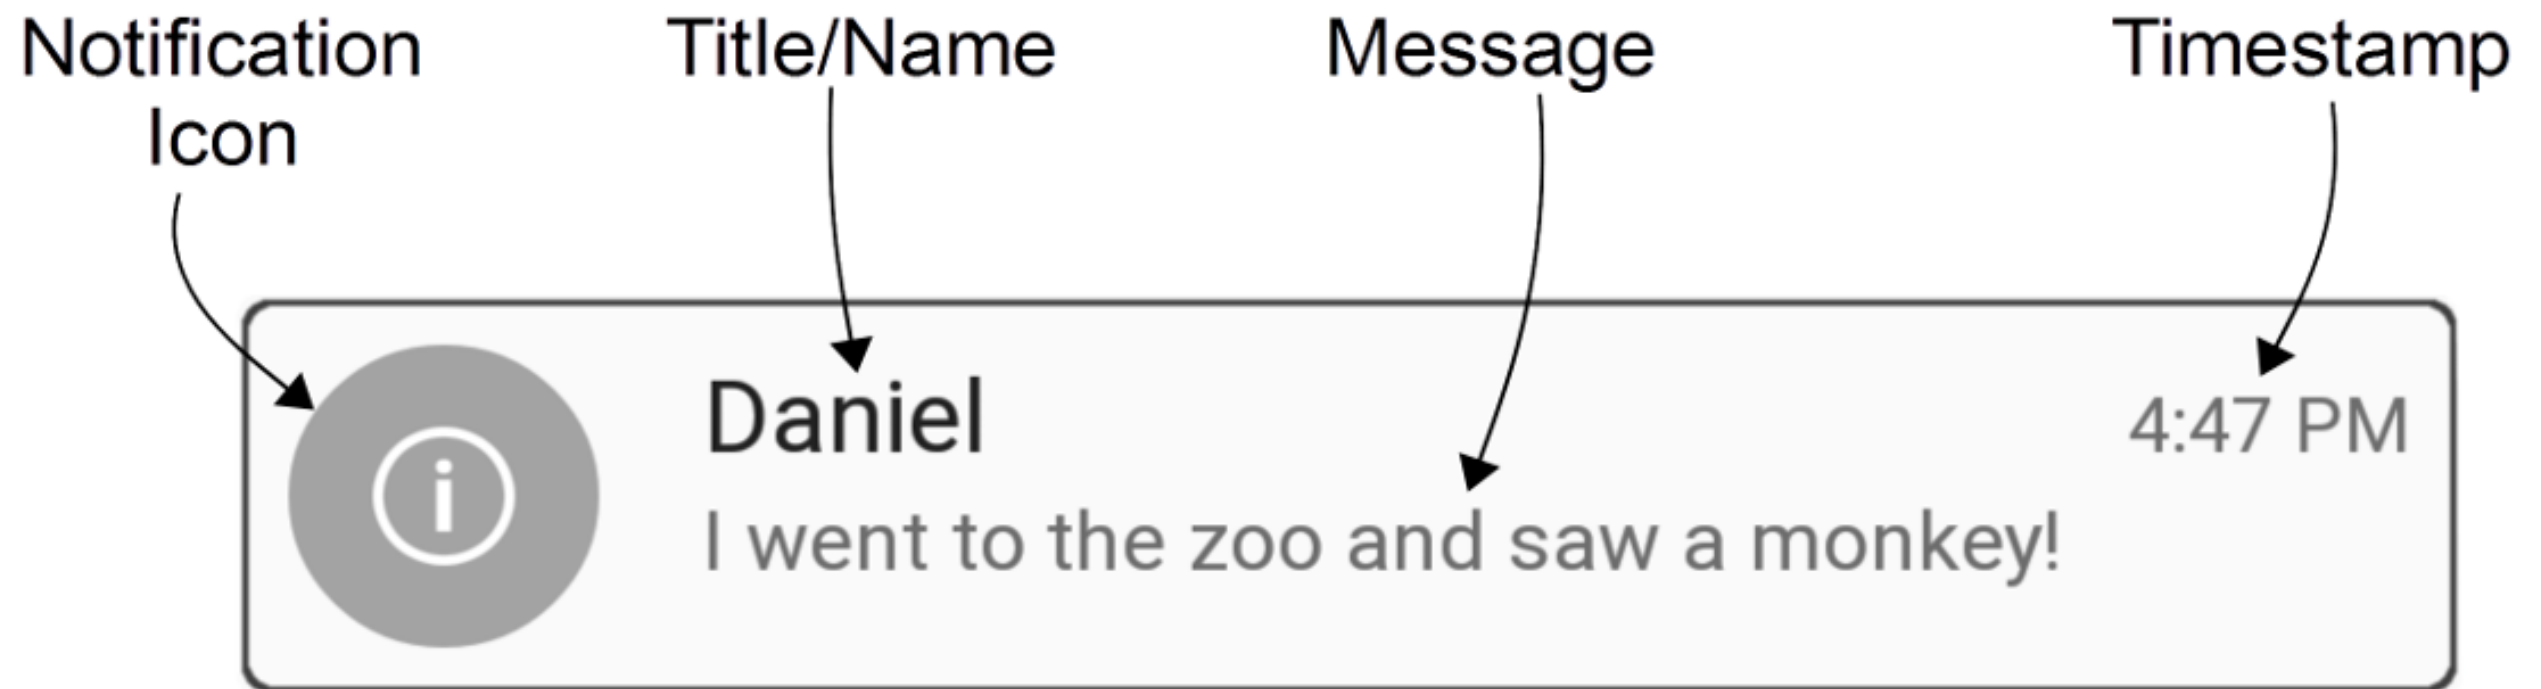 Notification
Icon
Title/Name
Message
Timestamp
i
Daniel
4:47 PM
I went to the zoo and saw a monkey!